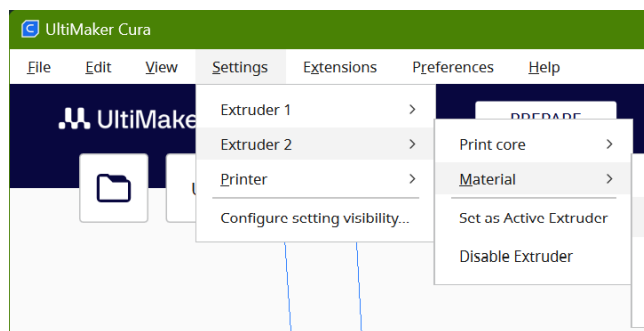 UltiMaker Cura
File Edit View Settings Extensions Preferences Help
UltiMake
Extruder 1
Extruder 2
Printer
Configure setting visibility...
PREPARE
Print core
Material
Set as Active Extruder
Disable Extruder